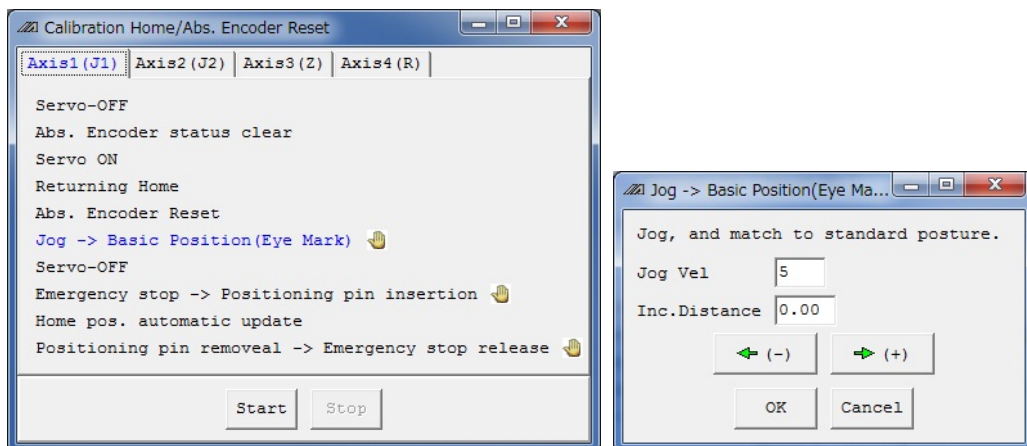 Calibration Home/Abs. Encoder Reset
Axis1(J1) Axis2(J2) Axis3(Z) Axis4(R)
Servo-OFF
Abs. Encoder status clear
Servo ON
Returning Home
Abs. Encoder Reset
Jog -> Basic Position(Eye Mark)
Servo-OFF
Emergency stop -> Positioning pin insertion
Home pos. automatic update
Positioning pin removeal -> Emergency stop release
Start Stop
Jog -> Basic Position(Eye Ma...
Jog, and match to standard posture.
Jog Vel 5
Inc.Distance 0.00
(-) (+)
OK Cancel